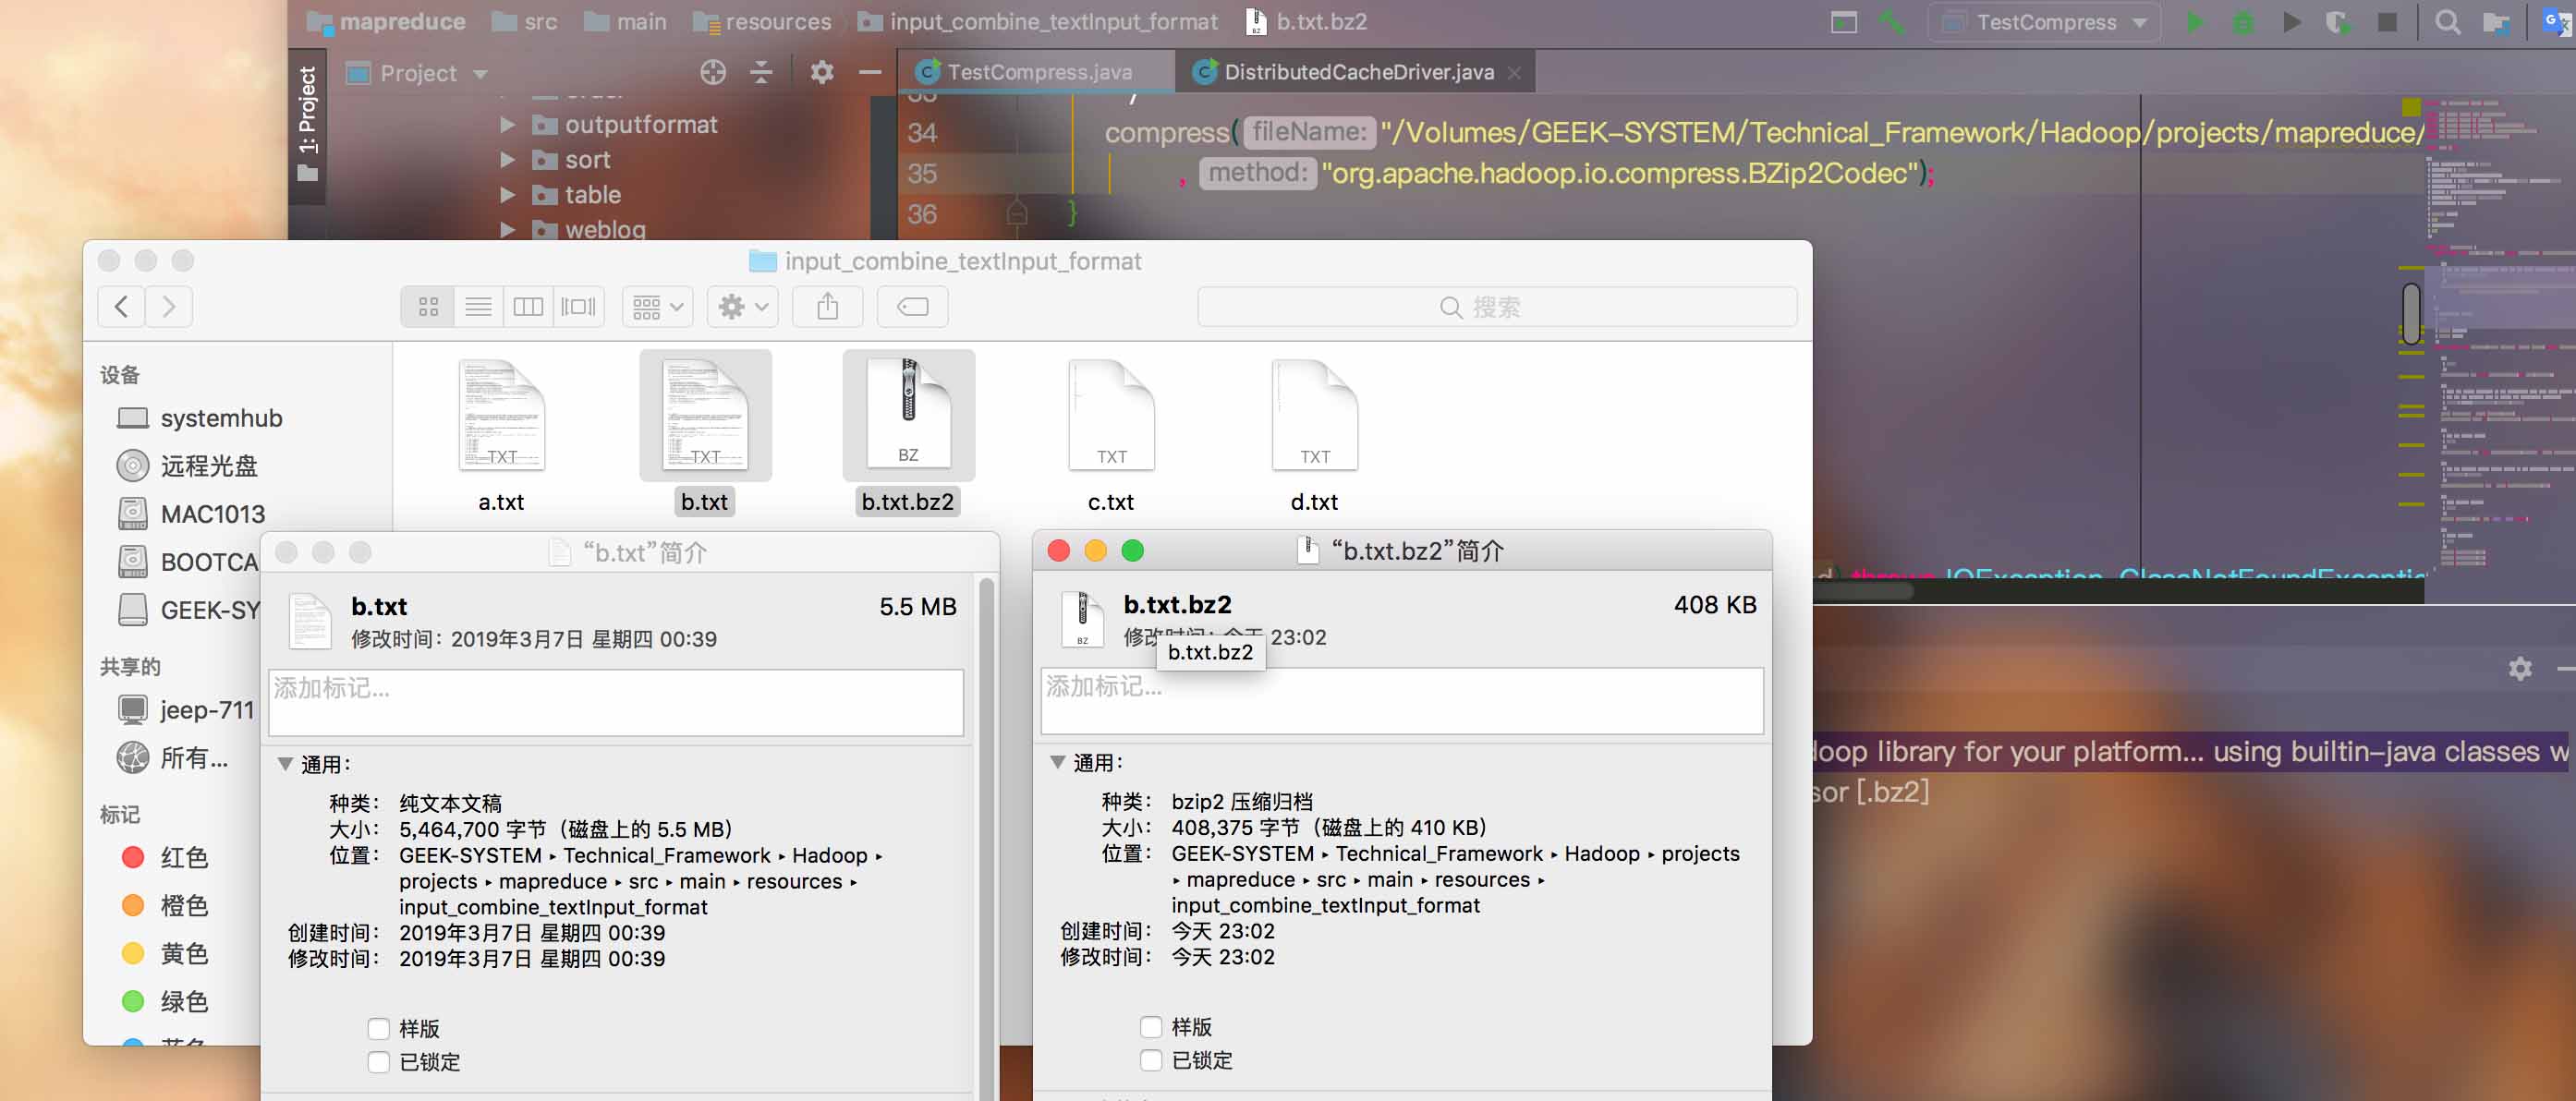 mapreduce src main resources input_combine_textInput_format b.txt.bz2
TestCompress
1: Project
Project
TestCompress.java
DistributedCacheDriver.java
outputformat
sort
table
weblog
34 compress( fileName: "/Volumes/GEEK-SYSTEM/Technical_Framework/Hadoop/projects/mapreduce/
35 , method: "org.apache.hadoop.io.compress.BZip2Codec");
36 }
input_combine_textInput_format
搜索
设备
systemhub
远程光盘
MAC1013
BOOTCA
GEEK-SY
共享的
jeep-711
所有...
标记
红色
橙色
黄色
绿色
蓝色
TXT
TXT
BZ
TXT
TXT
a.txt
b.txt
b.txt.bz2
c.txt
d.txt
“b.txt”简介
b.txt 5.5 MB
修改时间：2019年3月7日 星期四 00:39
添加标记...
通用：
种类： 纯文本文稿
大小： 5,464,700 字节（磁盘上的 5.5 MB）
位置： GEEK-SYSTEM ▸ Technical_Framework ▸ Hadoop ▸
projects ▸ mapreduce ▸ src ▸ main ▸ resources ▸
input_combine_textInput_format
创建时间： 2019年3月7日 星期四 00:39
修改时间： 2019年3月7日 星期四 00:39
样版
已锁定
“b.txt.bz2”简介
b.txt.bz2 408 KB
BZ
修改时间：今天 23:02
b.txt.bz2
添加标记...
通用：
种类： bzip2 压缩归档
大小： 408,375 字节（磁盘上的 410 KB）
位置： GEEK-SYSTEM ▸ Technical_Framework ▸ Hadoop ▸ projects
▸ mapreduce ▸ src ▸ main ▸ resources ▸
input_combine_textInput_format
创建时间： 今天 23:02
修改时间： 今天 23:02
样版
已锁定
throws IOException, ClassNotFoundExceptio
doop library for your platform... using builtin-java classes w
sor [.bz2]